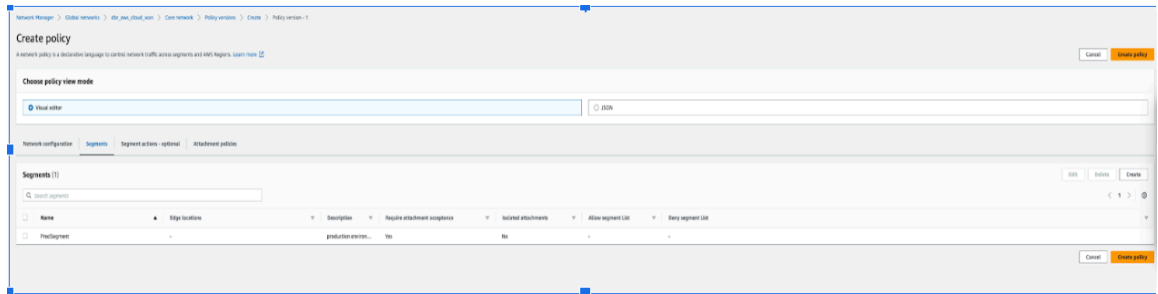 Network Manager > Global networks > dbr_aws_cloud_wan > Core network > Policy versions > Create > Policy version - 1
Create policy
A network policy is a declarative language to control network traffic across segments and AWS Regions. Learn more
Cancel Create policy
Choose policy view mode
Visual editor JSON
Network configuration Segments Segment actions - optional Attachment policies
Segments (1)
Edit Delete Create
Search segments
< 1 >
Name Edge locations Description Require attachment acceptance Isolated attachments Allow segment List Deny segment List
ProdSegment - production environ... Yes No - -
Cancel Create policy